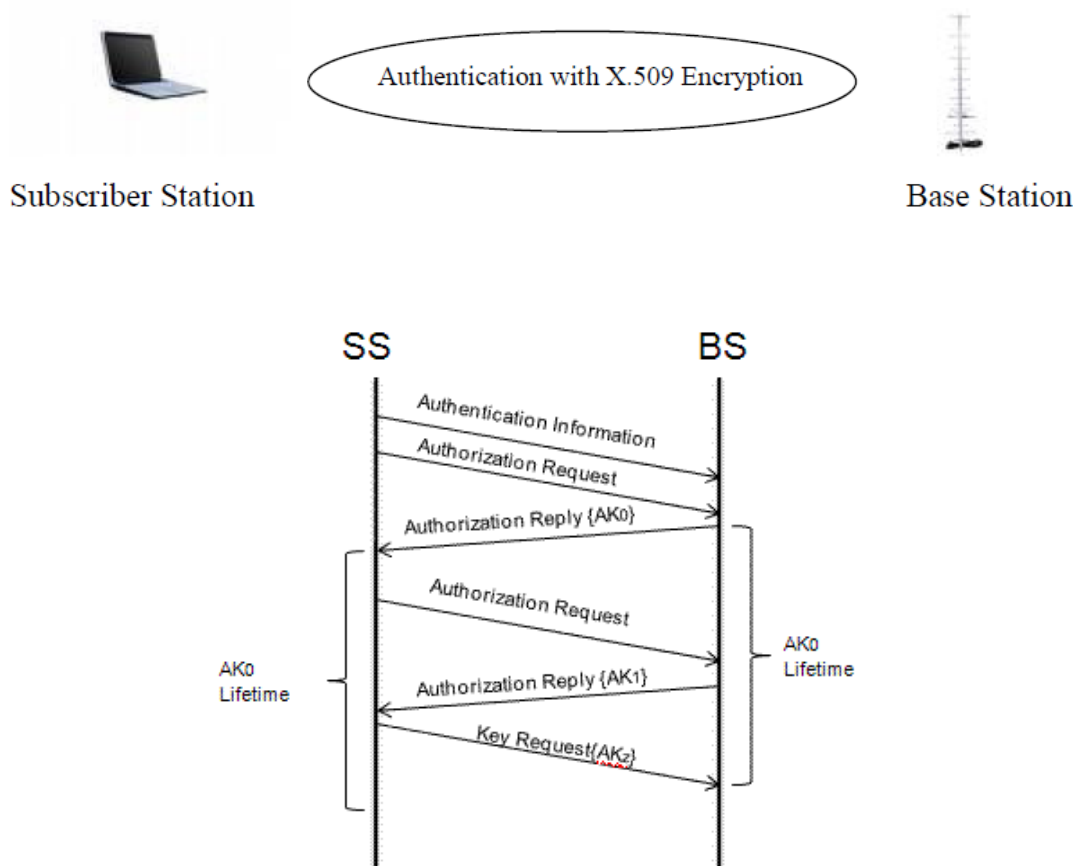 Authentication with X.509 Encryption
Subscriber Station
Base Station
SS
BS
Authentication Information
Authorization Request
Authorization Reply {AK0}
Authorization Request
AK0
Lifetime
AK0
Lifetime
Authorization Reply {AK1}
Key Request{AKz}